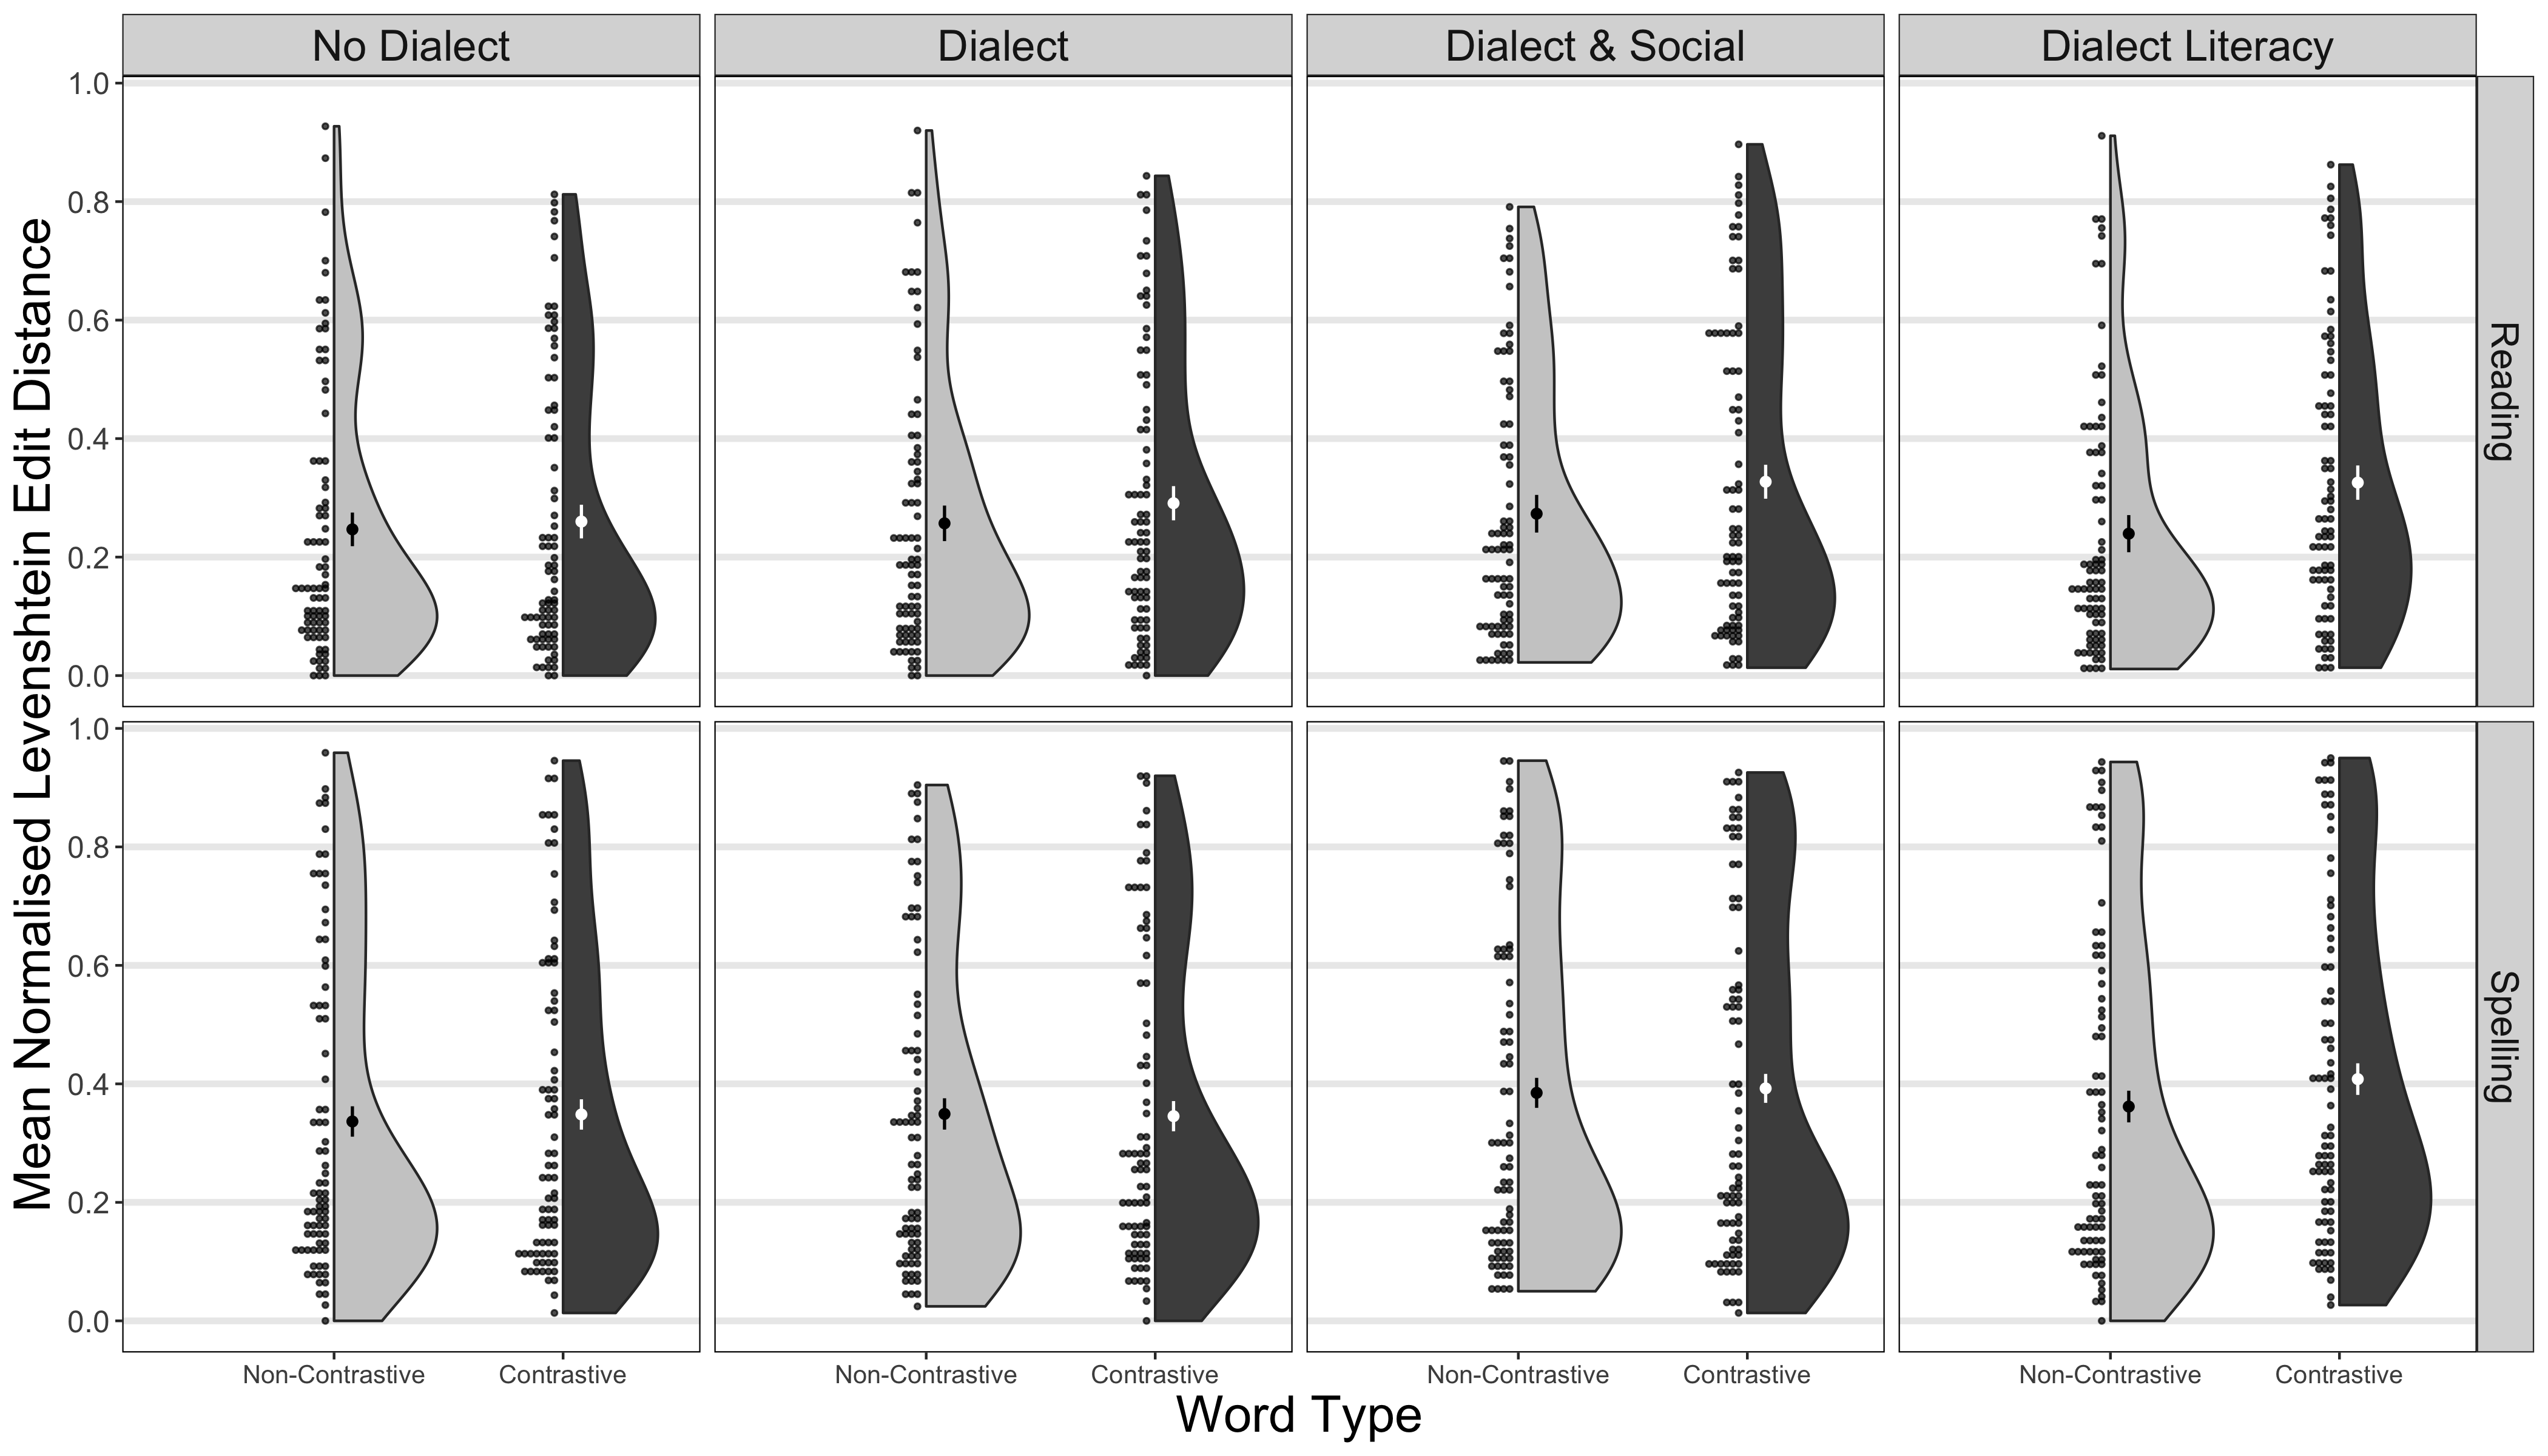 No Dialect
Dialect
Dialect & Social
Dialect Literacy
Mean Normalised Levenshtein Edit Distance
1.0
0.8
0.6
0.4
0.2
0.0
Reading
1.0
0.8
0.6
0.4
0.2
0.0
Spelling
Non-Contrastive
Contrastive
Non-Contrastive
Contrastive
Non-Contrastive
Contrastive
Non-Contrastive
Contrastive
Word Type